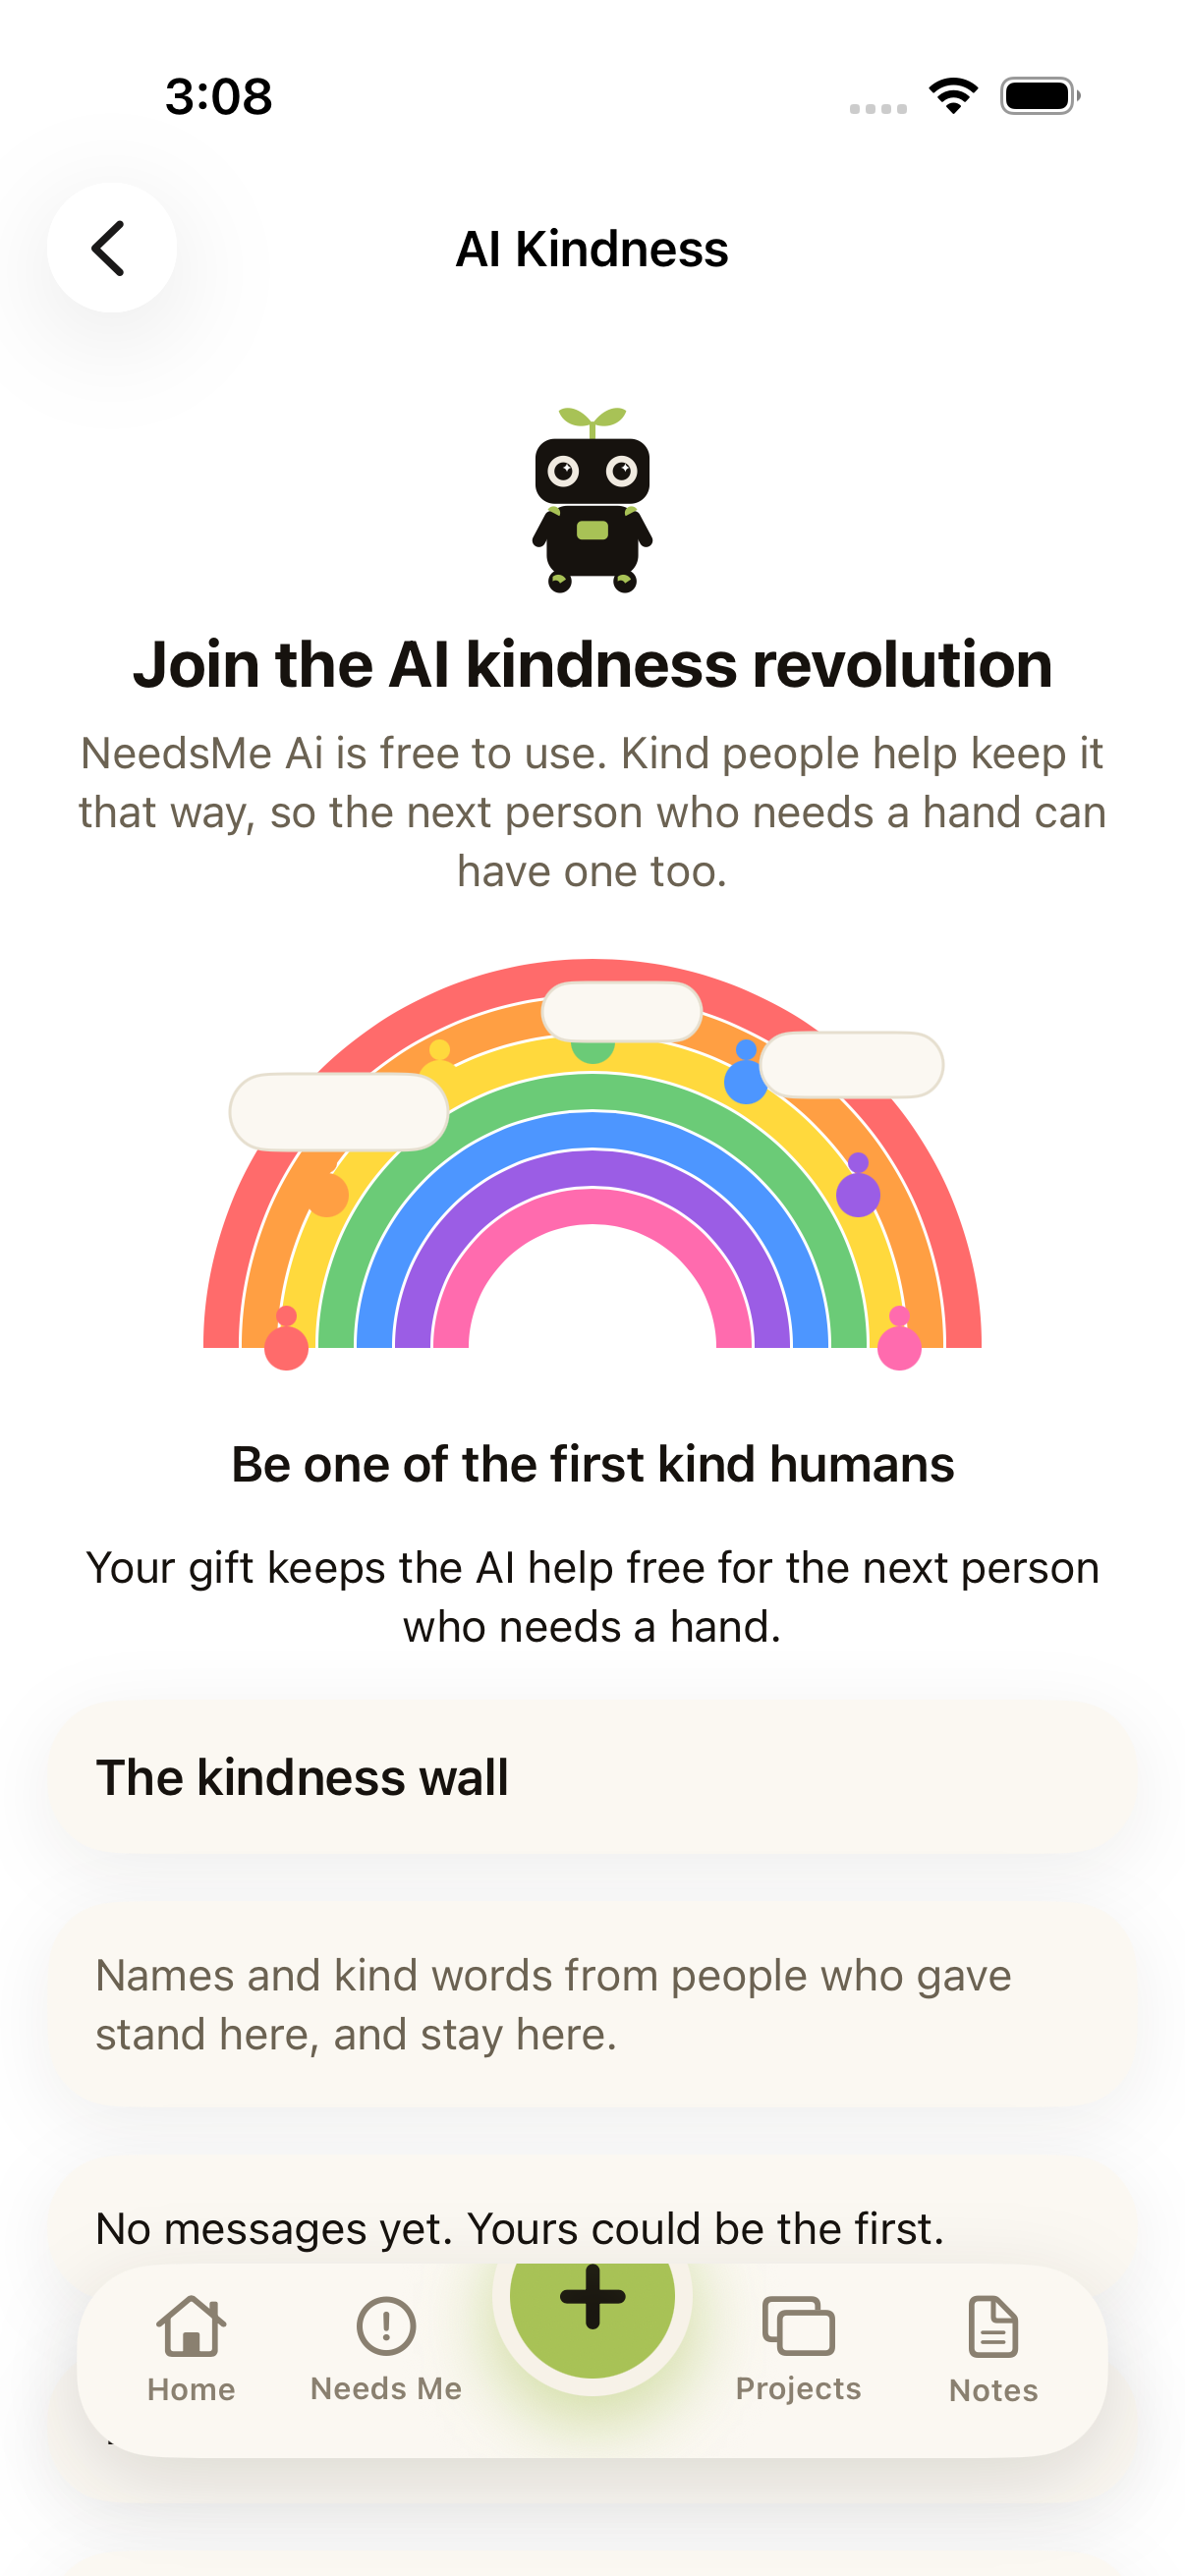 3:08
AI Kindness
Join the AI kindness revolution
NeedsMe Ai is free to use. Kind people help keep it
that way, so the next person who needs a hand can
have one too.
Be one of the first kind humans
Your gift keeps the AI help free for the next person
who needs a hand.
The kindness wall
Names and kind words from people who gave
stand here, and stay here.
No messages yet. Yours could be the first.
Home
Needs Me
Projects
Notes